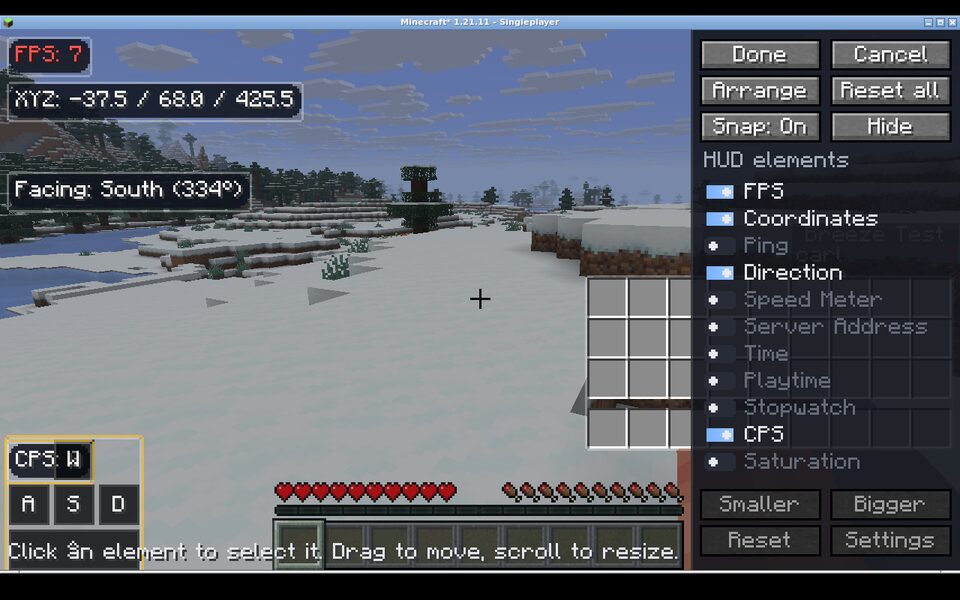 Minecraft* 1.21.11 - Singleplayer
FPS: 7
XYZ: -37.5 / 68.0 / 425.5
Facing: South (334º)
CPS: W
A S D
Click an element to select it. Drag to move, scroll to resize.
Done Cancel
Arrange Reset all
Snap: On Hide
HUD elements
FPS
Coordinates
Ping
Direction
Speed Meter
Server Address
Time
Playtime
Stopwatch
CPS
Saturation
Smaller Bigger
Reset Settings